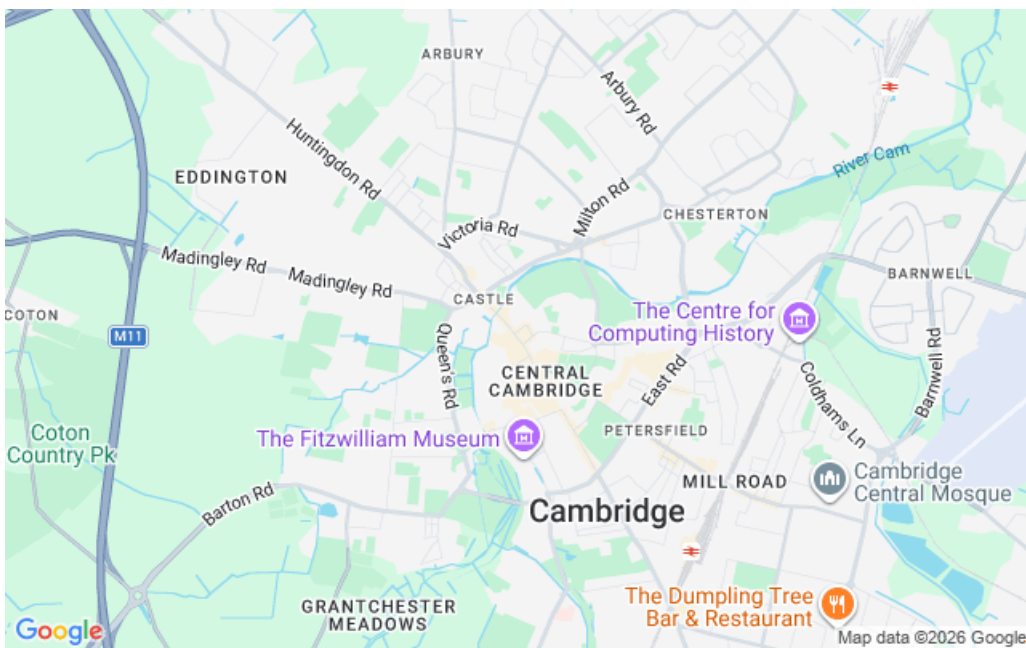 ARBURY
Arbury Rd
Huntingdon Rd
EDDINGTON
River Cam
Milton Rd
CHESTERTON
Victoria Rd
Madingley Rd
Madingley Rd
BARNWELL
CASTLE
COTON
The Centre for
Computing History
M11
Queen's Rd
East Rd
Barnwell Rd
CENTRAL
CAMBRIDGE
Coldhams Ln
Coton
Country Pk
The Fitzwilliam Museum
PETERSFIELD
MILL ROAD
Cambridge
Central Mosque
Barton Rd
Cambridge
GRANTCHESTER
MEADOWS
The Dumpling Tree
Bar & Restaurant
Google
Map data ©2026 Google